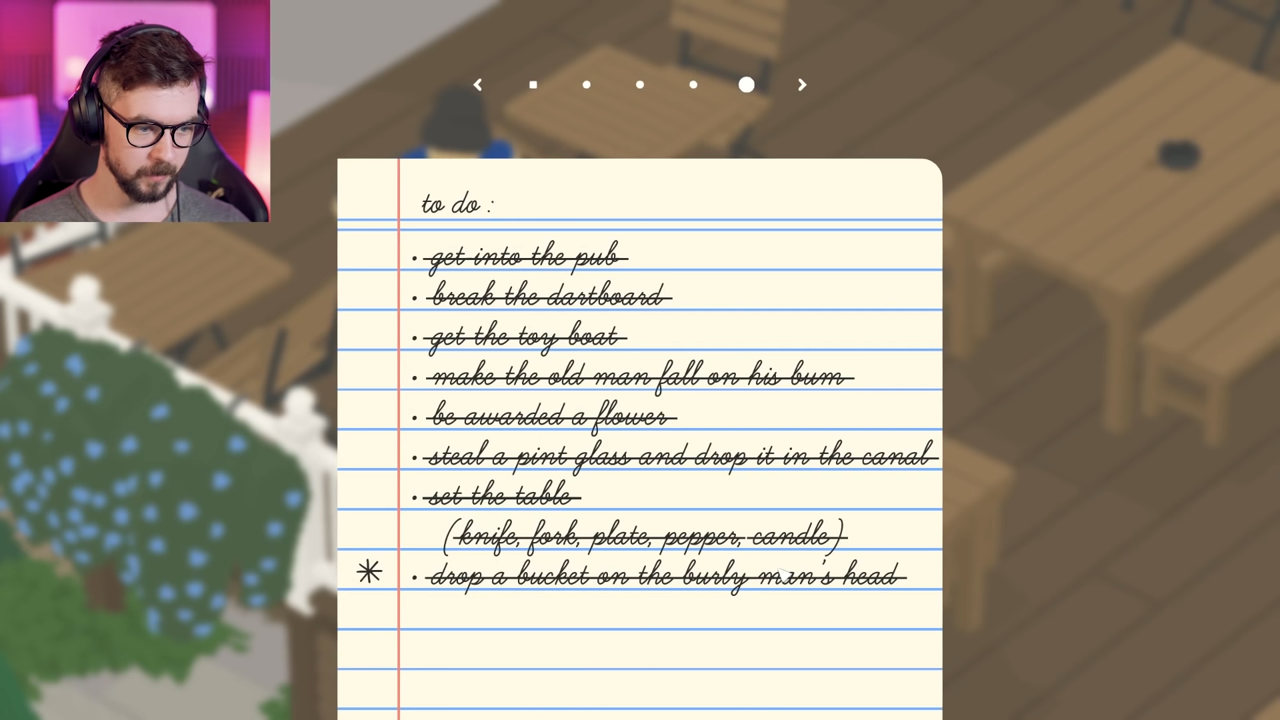 to do :
• get into the pub
• break the dartboard
• get the toy boat
• make the old man fall on his bum
• be awarded a flower
• steal a pint glass and drop it in the canal
• set the table
(knife, fork, plate, pepper, candle)
• drop a bucket on the burly man's head